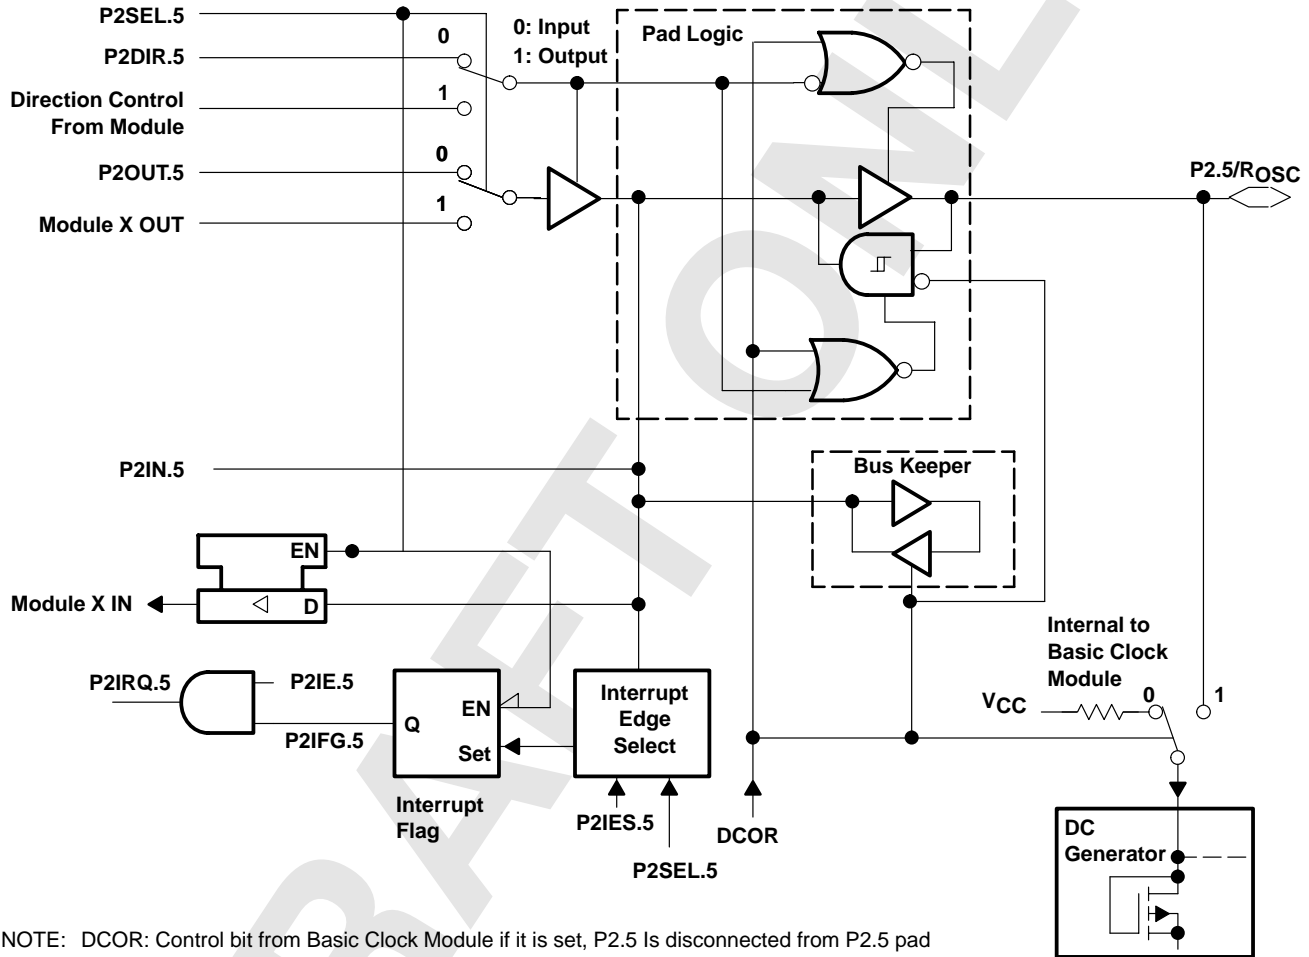 P2SEL.5
0
0: Input
1: Output
Pad Logic
P2DIR.5
Direction Control
From Module
1
P2OUT.5
0
1
Module X OUT
P2.5/ROSC
P2IN.5
Bus Keeper
EN
D
Module X IN
P2IRQ.5
P2IE.5
P2IFG.5
Q
EN
Set
Interrupt
Flag
Interrupt
Edge
Select
P2IES.5
P2SEL.5
DCOR
Internal to
Basic Clock
Module
VCC
0
1
DC
Generator
NOTE: DCOR: Control bit from Basic Clock Module if it is set, P2.5 Is disconnected from P2.5 pad
RAFT ONL